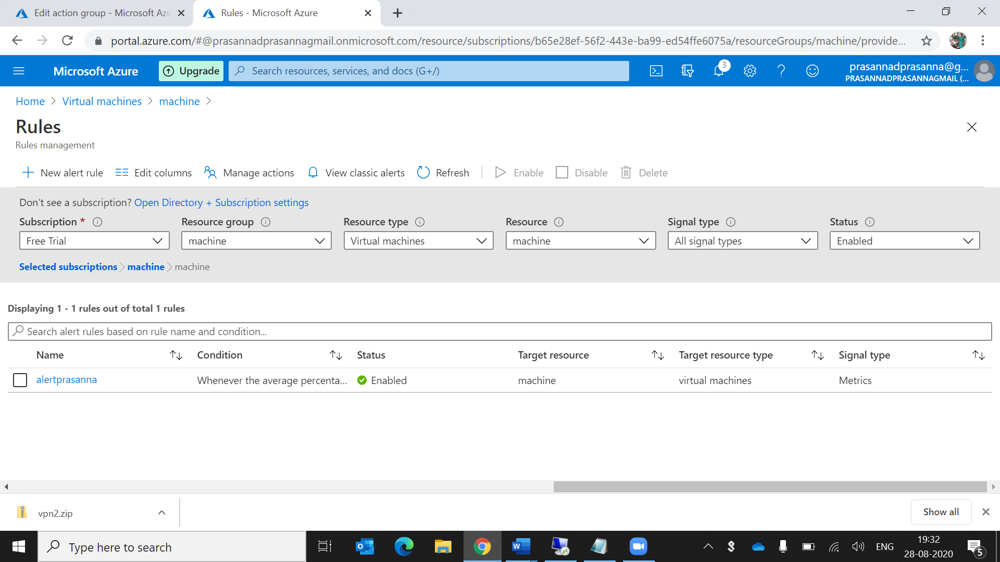 Edit action group - Microsoft Azu
Rules - Microsoft Azure
portal.azure.com/#@prasannadprasannagmail.onmicrosoft.com/resource/subscriptions/b65e28ef-56f2-443e-ba99-ed54ffe6075a/resourceGroups/machine/provide...
Microsoft Azure
Upgrade
Search resources, services, and docs (G+/)
3
prasannadprasanna@g...
PRASANNADPRASANNAGMAIL (...
Home > Virtual machines > machine >
Rules
Rules management
New alert rule
Edit columns
Manage actions
View classic alerts
Refresh
Enable
Disable
Delete
Don't see a subscription? Open Directory + Subscription settings
Subscription * Resource group Resource type Resource Signal type Status
Free Trial machine Virtual machines machine All signal types Enabled
Selected subscriptions > machine > machine
Displaying 1 - 1 rules out of total 1 rules
Search alert rules based on rule name and condition...
Name Condition Status Target resource Target resource type Signal type
alertprasanna Whenever the average percenta... Enabled machine virtual machines Metrics
vpn2.zip
Show all
Type here to search
ENG
19:32
28-08-2020
5